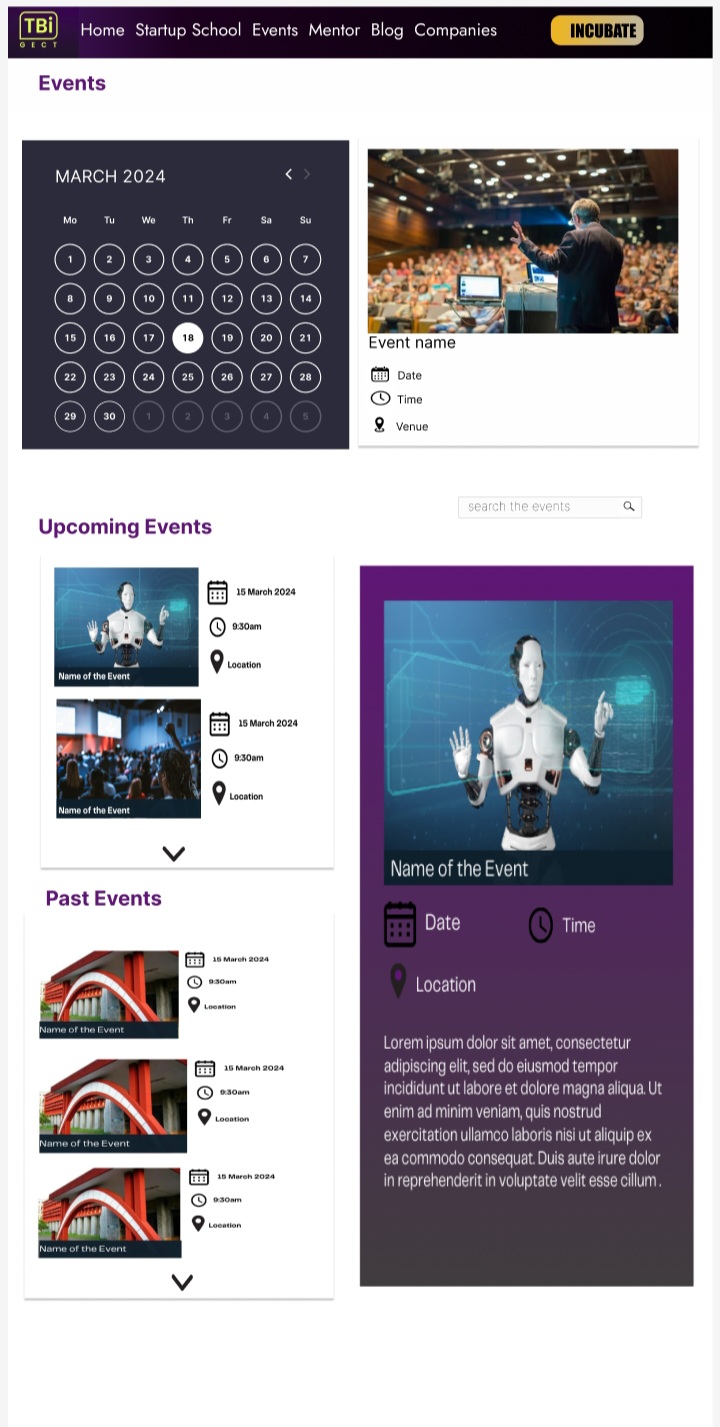 TBi
GECT
Home Startup School Events Mentor Blog Companies
INCUBATE
Events
MARCH 2024
Mo Tu We Th Fr Sa Su
1 2 3 4 5 6 7
8 9 10 11 12 13 14
15 16 17 18 19 20 21
22 23 24 25 26 27 28
29 30 1 2 3 4 5
Event name
Date
Time
Venue
search the events
Upcoming Events
15 March 2024
9:30am
Location
Name of the Event
15 March 2024
9:30am
Location
Name of the Event
Past Events
15 March 2024
9:30am
Location
Name of the Event
15 March 2024
9:30am
Location
Name of the Event
15 March 2024
9:30am
Location
Name of the Event
Name of the Event
Date
Time
Location
Lorem ipsum dolor sit amet, consectetur
adipiscing elit, sed do eiusmod tempor
incididunt ut labore et dolore magna aliqua. Ut
enim ad minim veniam, quis nostrud
exercitation ullamco laboris nisi ut aliquip ex
ea commodo consequat. Duis aute irure dolor
in reprehenderit in voluptate velit esse cillum .